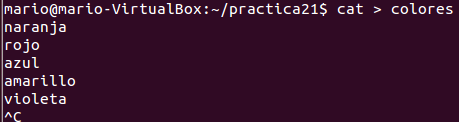 mario@mario-VirtualBox:~/practica21$ cat > colores
naranja
rojo
azul
amarillo
violeta
^C